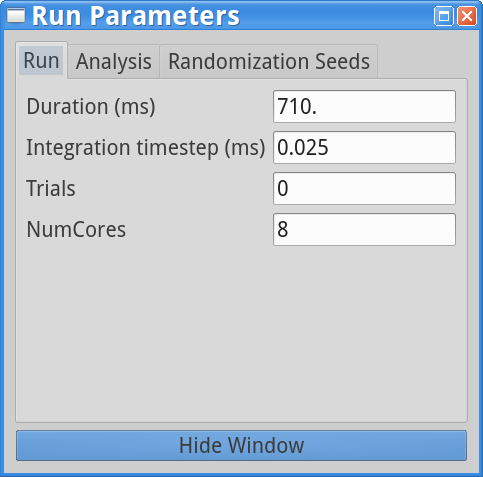 Run Parameters
Run Analysis Randomization Seeds
Duration (ms) 710.
Integration timestep (ms) 0.025
Trials 0
NumCores 8
Hide Window